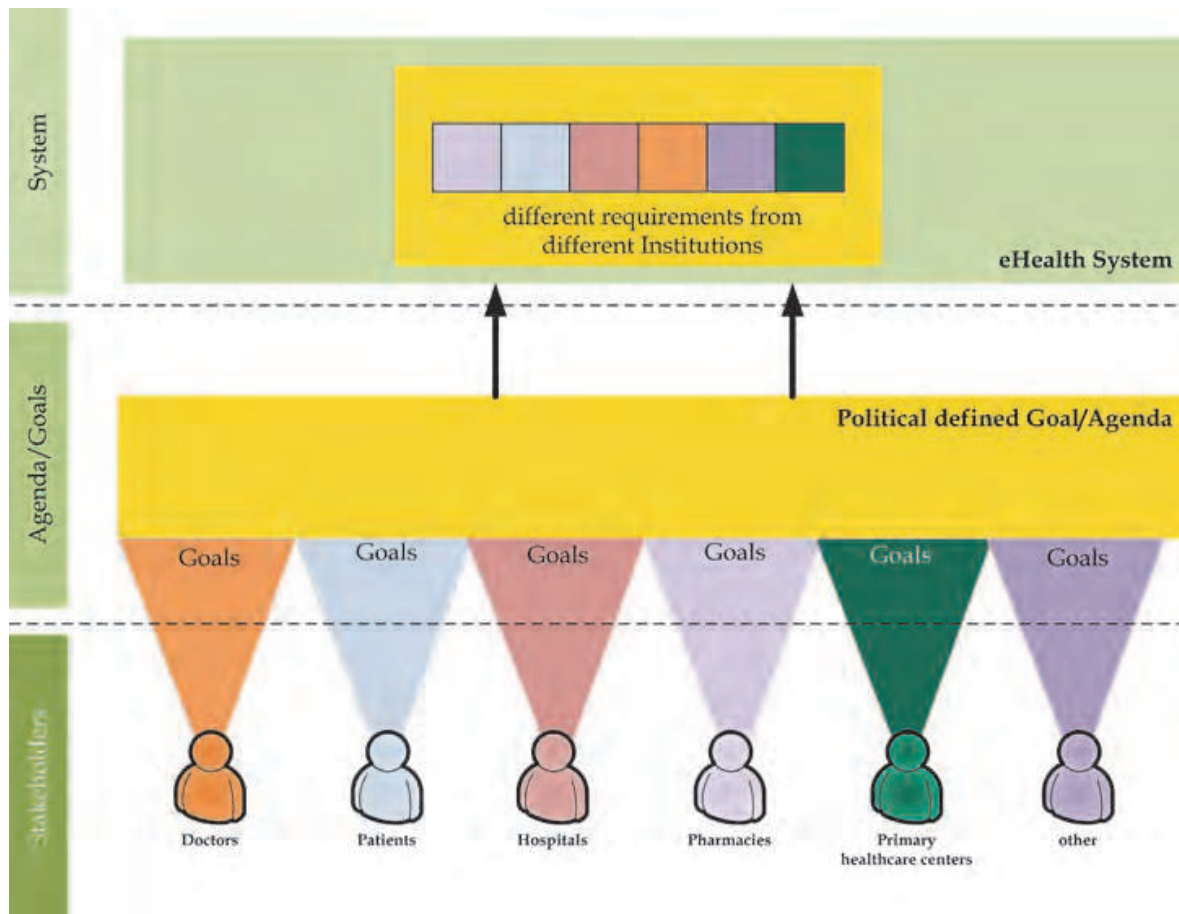 System
different requirements from
different Institutions
eHealth System
Agenda/Goals
Political defined Goal/Agenda
Goals
Goals
Goals
Goals
Goals
Goals
Stakeholders
Doctors
Patients
Hospitals
Pharmacies
Primary
healthcare centers
other